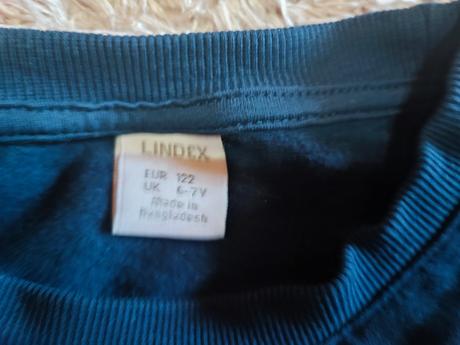 LINDEX
EUR 122
UK 6-7Y
Made in
Bangladesh